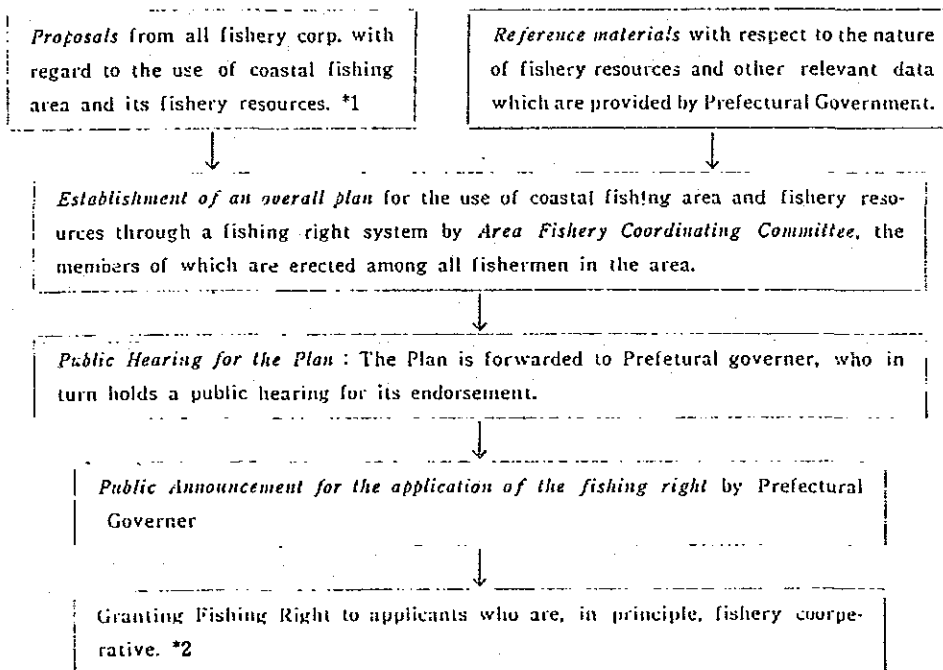 Proposals from all fishery corp. with
regard to the use of coastal fishing
area and its fishery resources. *1
Reference materials with respect to the nature
of fishery resources and other relevant data
which are provided by Prefectural Government.
Establishment of an overall plan for the use of coastal fishing area and fishery reso-
urces through a fishing right system by Area Fishery Coordinating Committee, the
members of which are erected among all fishermen in the area.
Public Hearing for the Plan : The Plan is forwarded to Prefetural governer, who in
turn holds a public hearing for its endorsement.
Public Announcement for the application of the fishing right by Prefectural
Governer
Granting Fishing Right to applicants who are, in principle, fishery coorpe-
rative. *2